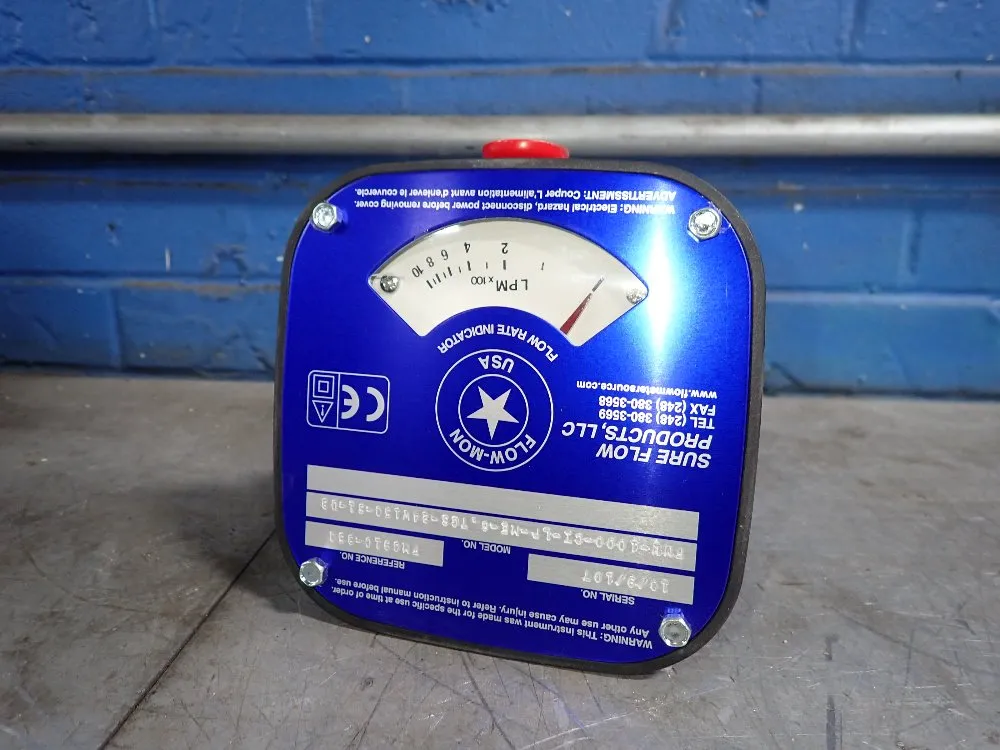 WARNING: This instrument was made for the specific use at time of order.
Any other use may cause injury. Refer to instruction manual before use.
SERIAL NO.
REFERENCE NO.
MODEL NO.
SURE FLOW
PRODUCTS, LLC
TEL (248) 380-3569
FAX (248) 380-3568
www.flowmetersource.com
FLOW-MON
USA
CE
FLOW RATE INDICATOR
LPM x100
1 2 4 6 8 10
WARNING: Electrical hazard, disconnect power before removing cover.
ADVERTISSMENT: Couper L'alimentation avant d'enlever le couvercle.